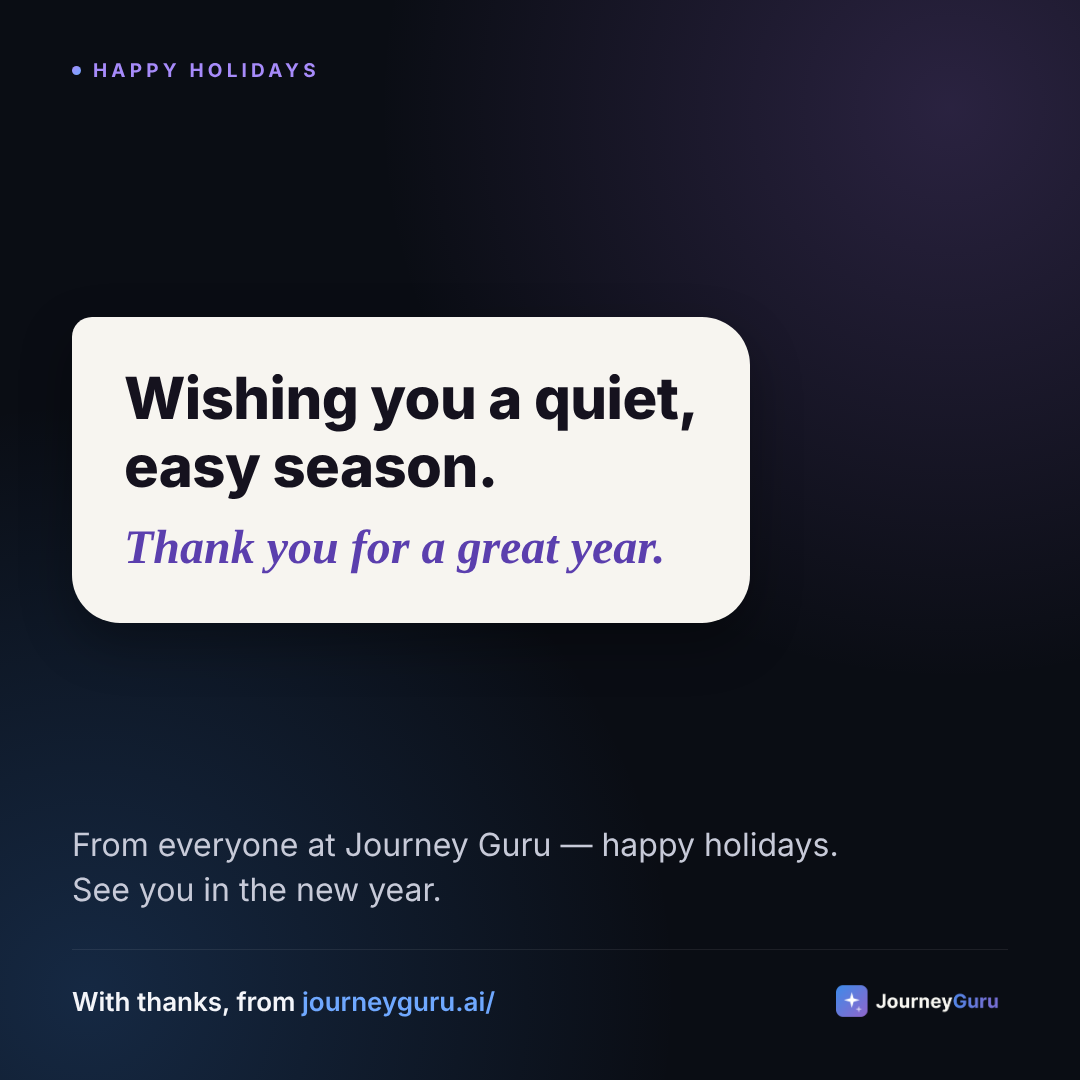 HAPPY HOLIDAYS
Wishing you a quiet,
easy season.
Thank you for a great year.
From everyone at Journey Guru — happy holidays.
See you in the new year.
With thanks, from journeyguru.ai/
JourneyGuru